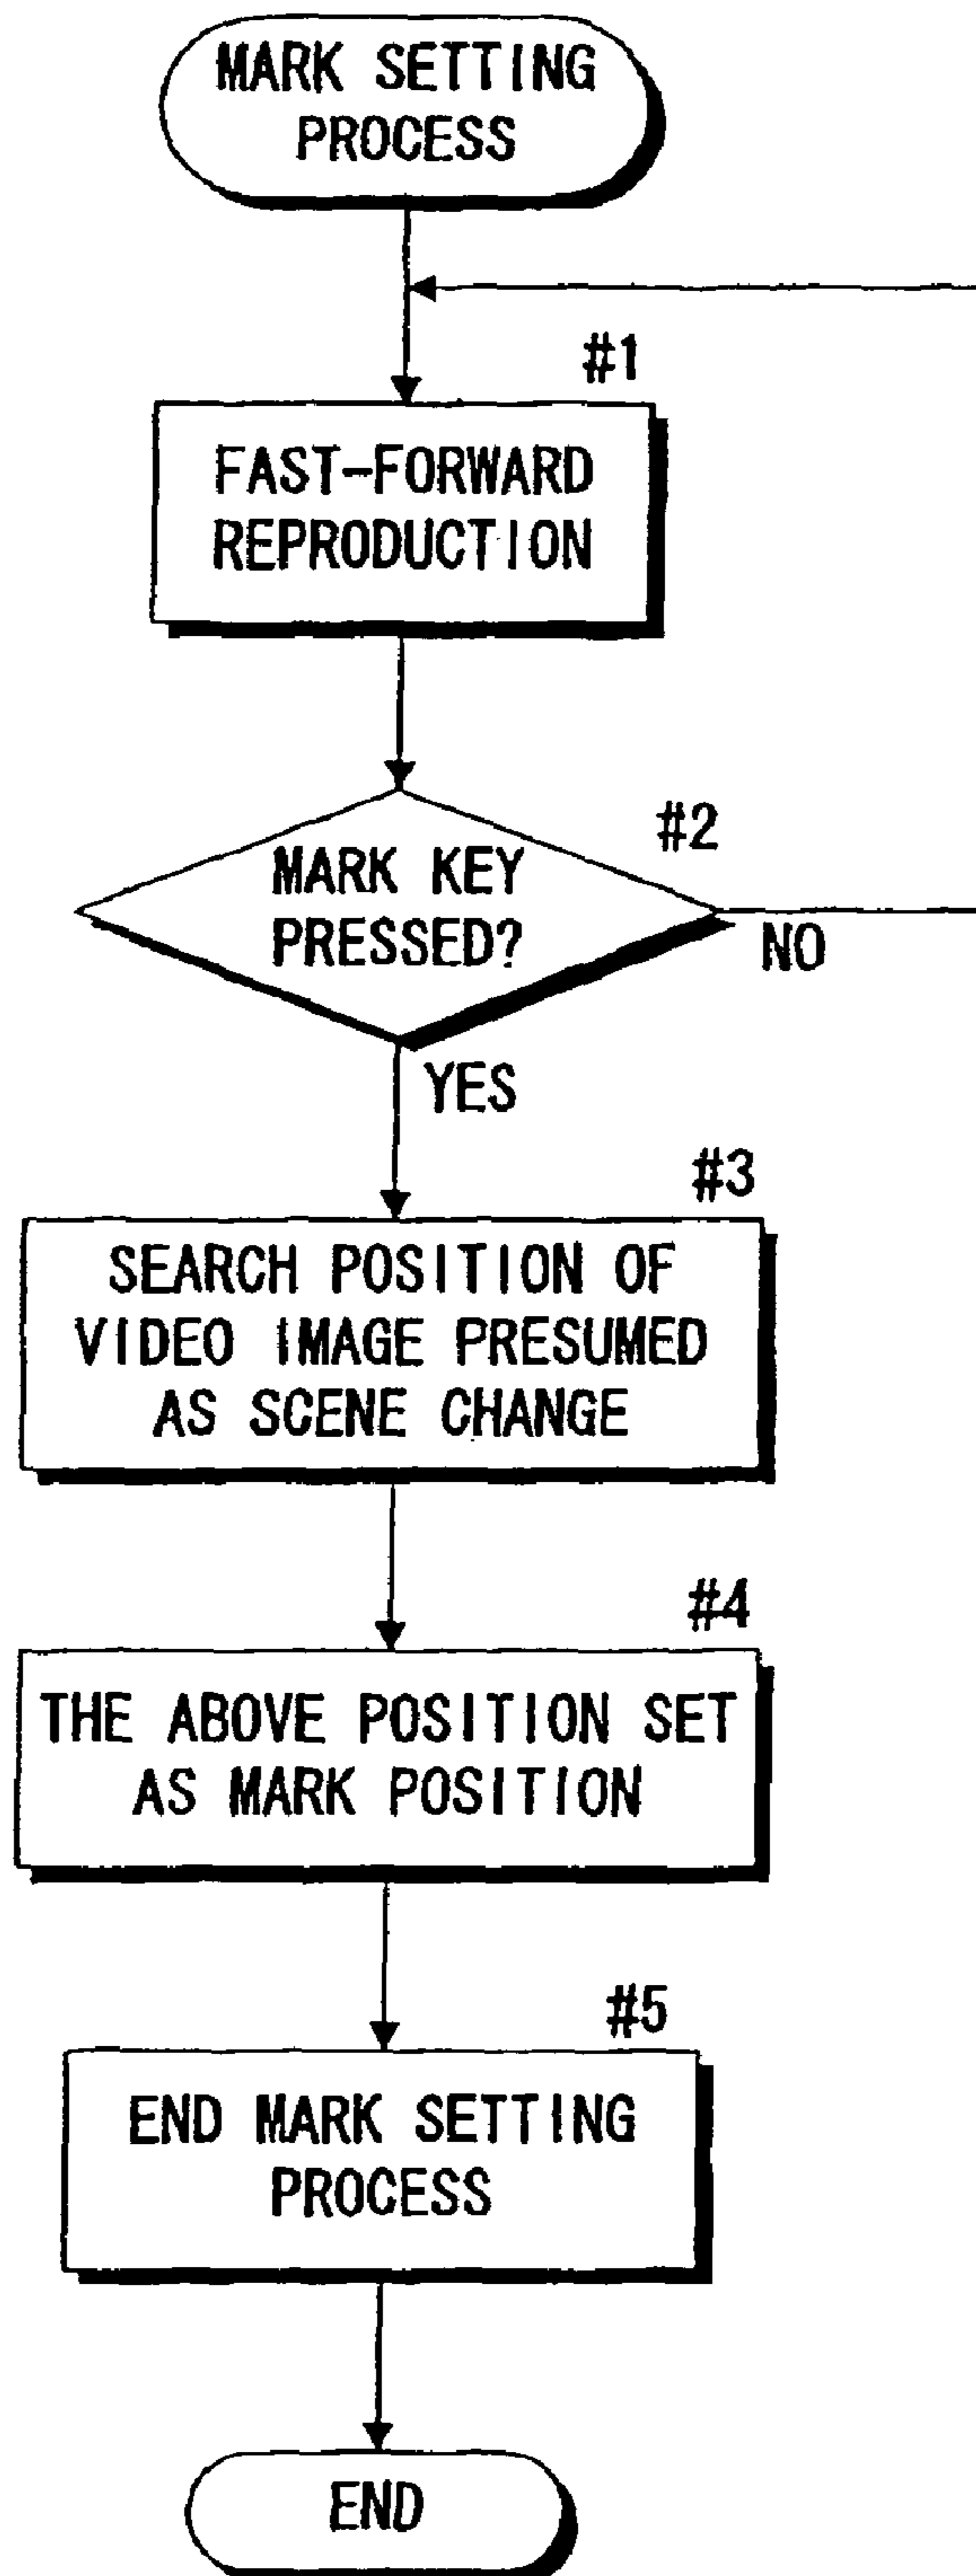 MARK SETTING
PROCESS
#1
FAST-FORWARD
REPRODUCTION
#2
MARK KEY
PRESSED?
NO
YES
#3
SEARCH POSITION OF
VIDEO IMAGE PRESUMED
AS SCENE CHANGE
#4
THE ABOVE POSITION SET
AS MARK POSITION
#5
END MARK SETTING
PROCESS
END